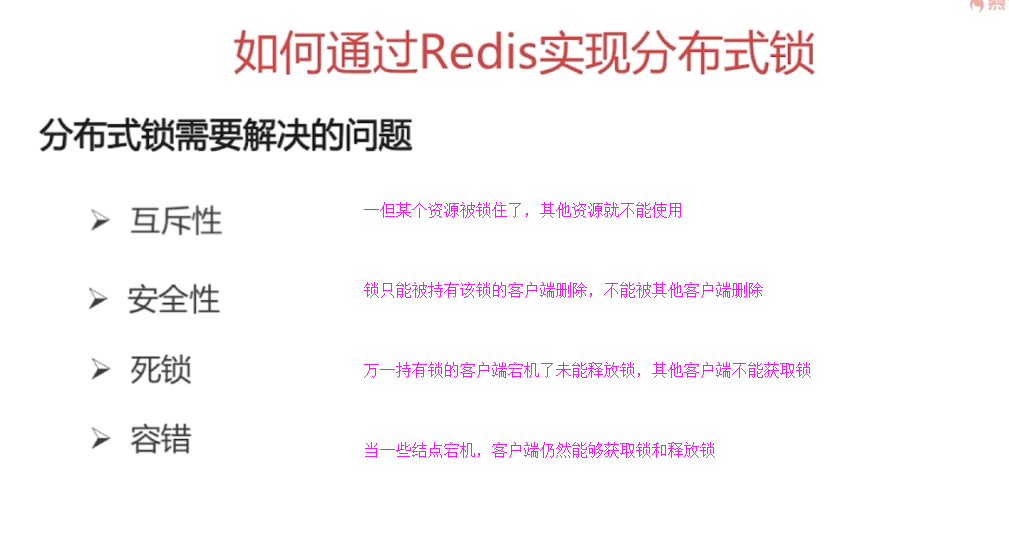 如何通过Redis实现分布式锁
分布式锁需要解决的问题
➢ 互斥性
一但某个资源被锁住了，其他资源就不能使用
➢ 安全性
锁只能被持有该锁的客户端删除，不能被其他客户端删除
➢ 死锁
万一持有锁的客户端宕机了未能释放锁，其他客户端不能获取锁
➢ 容错
当一些结点宕机，客户端仍然能够获取锁和释放锁